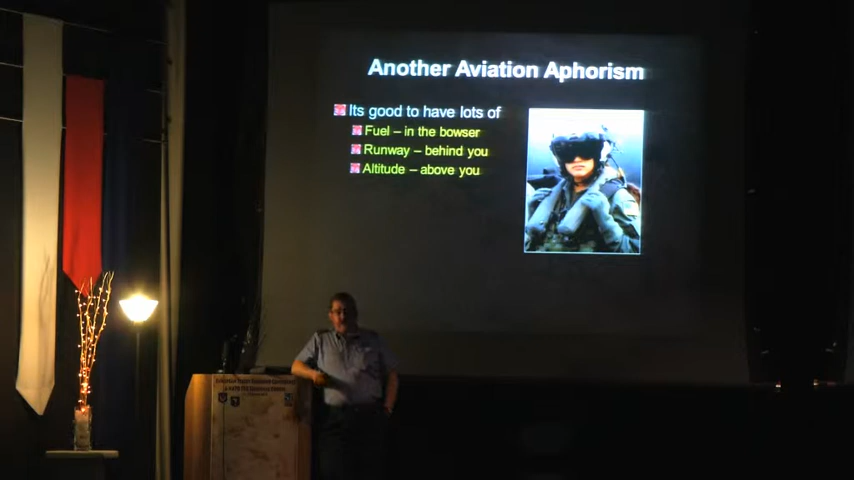 Another Aviation Aphorism
Its good to have lots of
Fuel – in the bowser
Runway – behind you
Altitude – above you